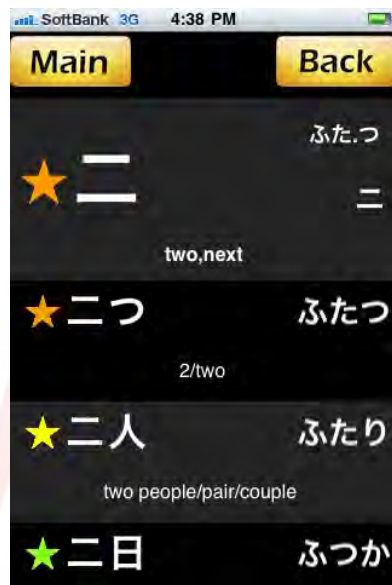 SoftBank 3G 4:38 PM
Main Back
ふた.つ
二 ニ
two,next
二つ ふたつ
2/two
二人 ふたり
two people/pair/couple
二日 ふつか